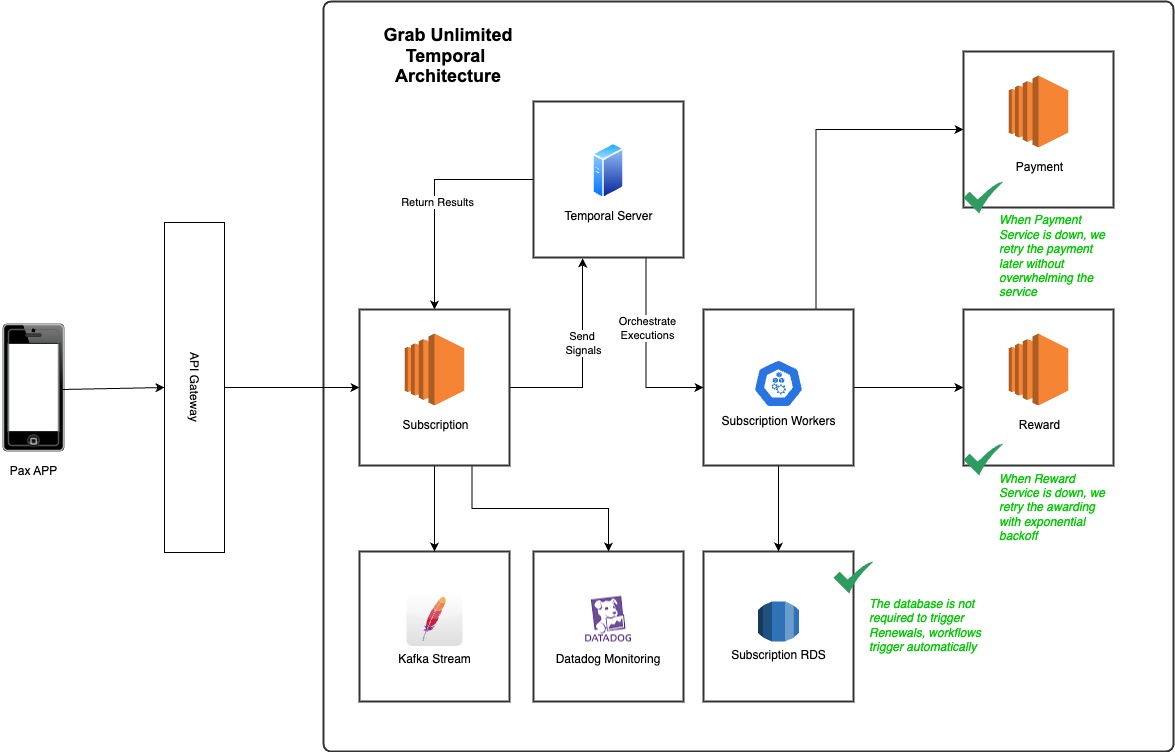 Grab Unlimited
Temporal
Architecture
Payment
When Payment
Service is down, we
retry the payment
later without
overwhelming the
service
Temporal Server
Return Results
Send
Signals
Orchestrate
Executions
Pax APP
API Gateway
Subscription
Subscription Workers
Reward
When Reward
Service is down, we
retry the awarding
with exponential
backoff
Kafka Stream
DATADOG
Datadog Monitoring
Subscription RDS
The database is not
required to trigger
Renewals, workflows
trigger automatically